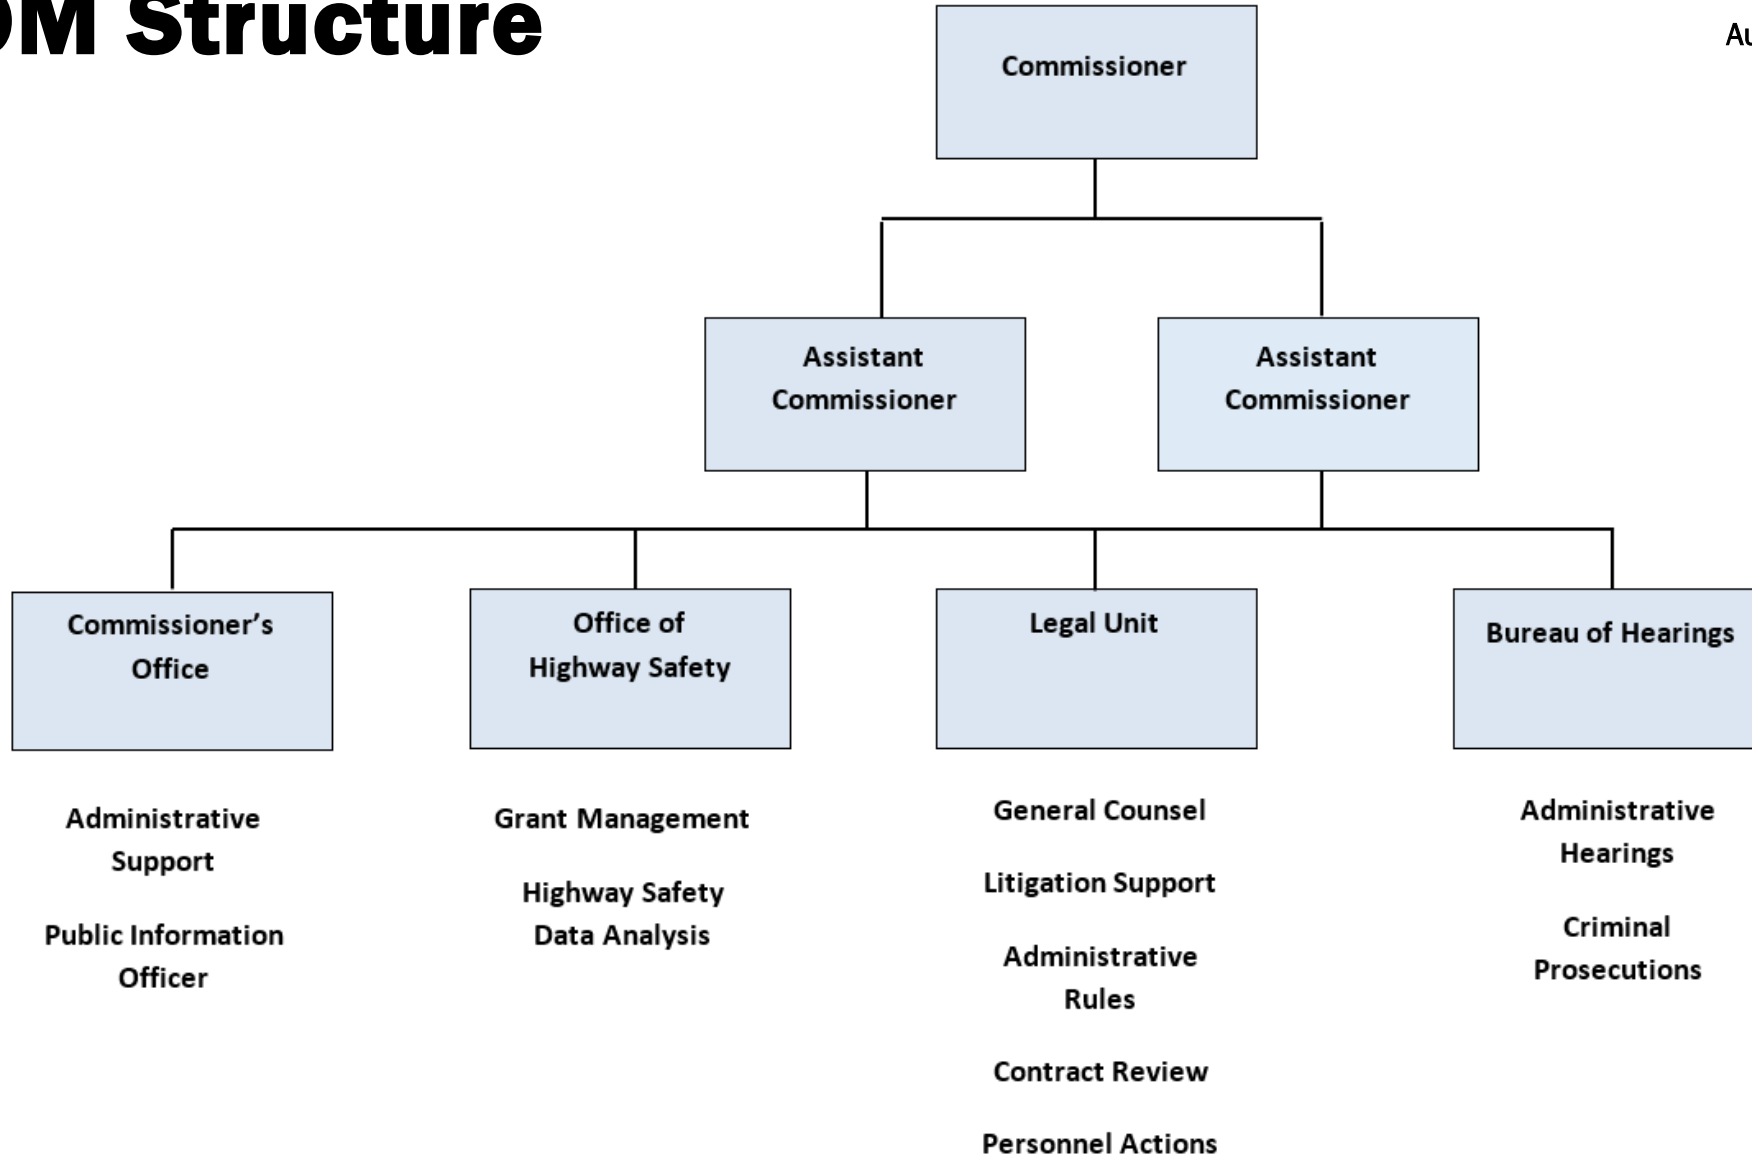 OM Structure
Au
Commissioner
Assistant
Commissioner
Assistant
Commissioner
Commissioner’s
Office
Office of
Highway Safety
Legal Unit
Bureau of Hearings
Administrative
Support
Public Information
Officer
Grant Management
Highway Safety
Data Analysis
General Counsel
Litigation Support
Administrative
Rules
Contract Review
Personnel Actions
Administrative
Hearings
Criminal
Prosecutions